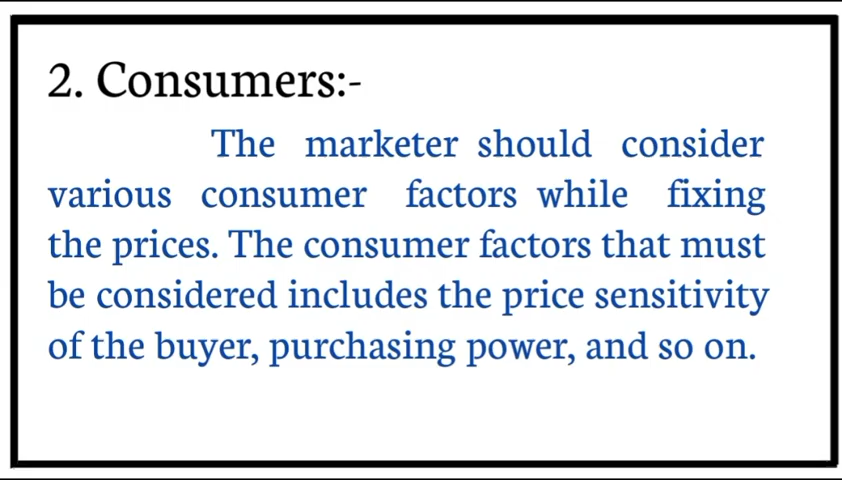 2. Consumers:-
The marketer should consider
various consumer factors while fixing
the prices. The consumer factors that must
be considered includes the price sensitivity
of the buyer, purchasing power, and so on.